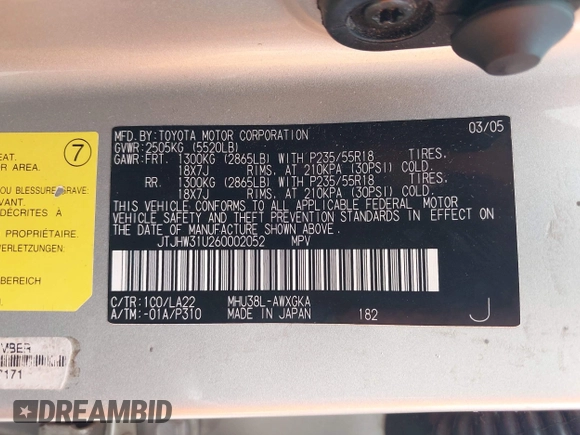 MFD. BY: TOYOTA MOTOR CORPORATION 03/05
GVWR: 2505KG (5520LB)
GAWR: FRT. 1300KG (2865LB) WITH P235/55R18 TIRES.
18X7J RIMS, AT 210KPA (30PSI) COLD.
RR. 1300KG (2865LB) WITH P235/55R18 TIRES.
18X7J RIMS, AT 210KPA (30PSI) COLD.
THIS VEHICLE CONFORMS TO ALL APPLICABLE FEDERAL MOTOR
VEHICLE SAFETY AND THEFT PREVENTION STANDARDS IN EFFECT ON
THE DATE OF MANUFACTURE SHOWN ABOVE.
JTJHW31U260002052 MPV
C/TR: 1C0/LA22 MHU38L-AWXGKA
A/TM: -01A/P310 MADE IN JAPAN 182 J
7
EAT.
R AREA.
OU BLESSURE GRAVE:
VANT.
DÉCRITES À
PROPRIÉTAIRE.
VERLETZUNGEN.
MBER
7171
DREAMBID